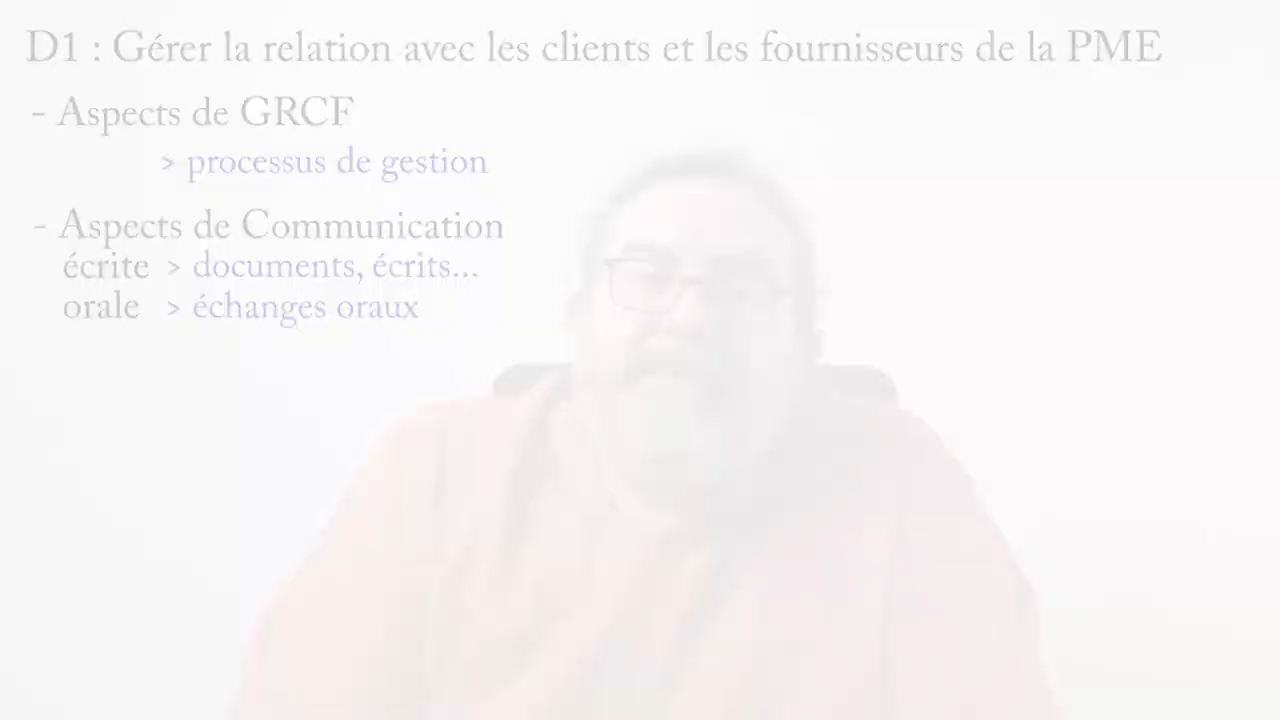 D1 : Gérer la relation avec les clients et les fournisseurs de la PME
- Aspects de GRCF
> processus de gestion
- Aspects de Communication
écrite > documents, écrits...
orale > échanges oraux